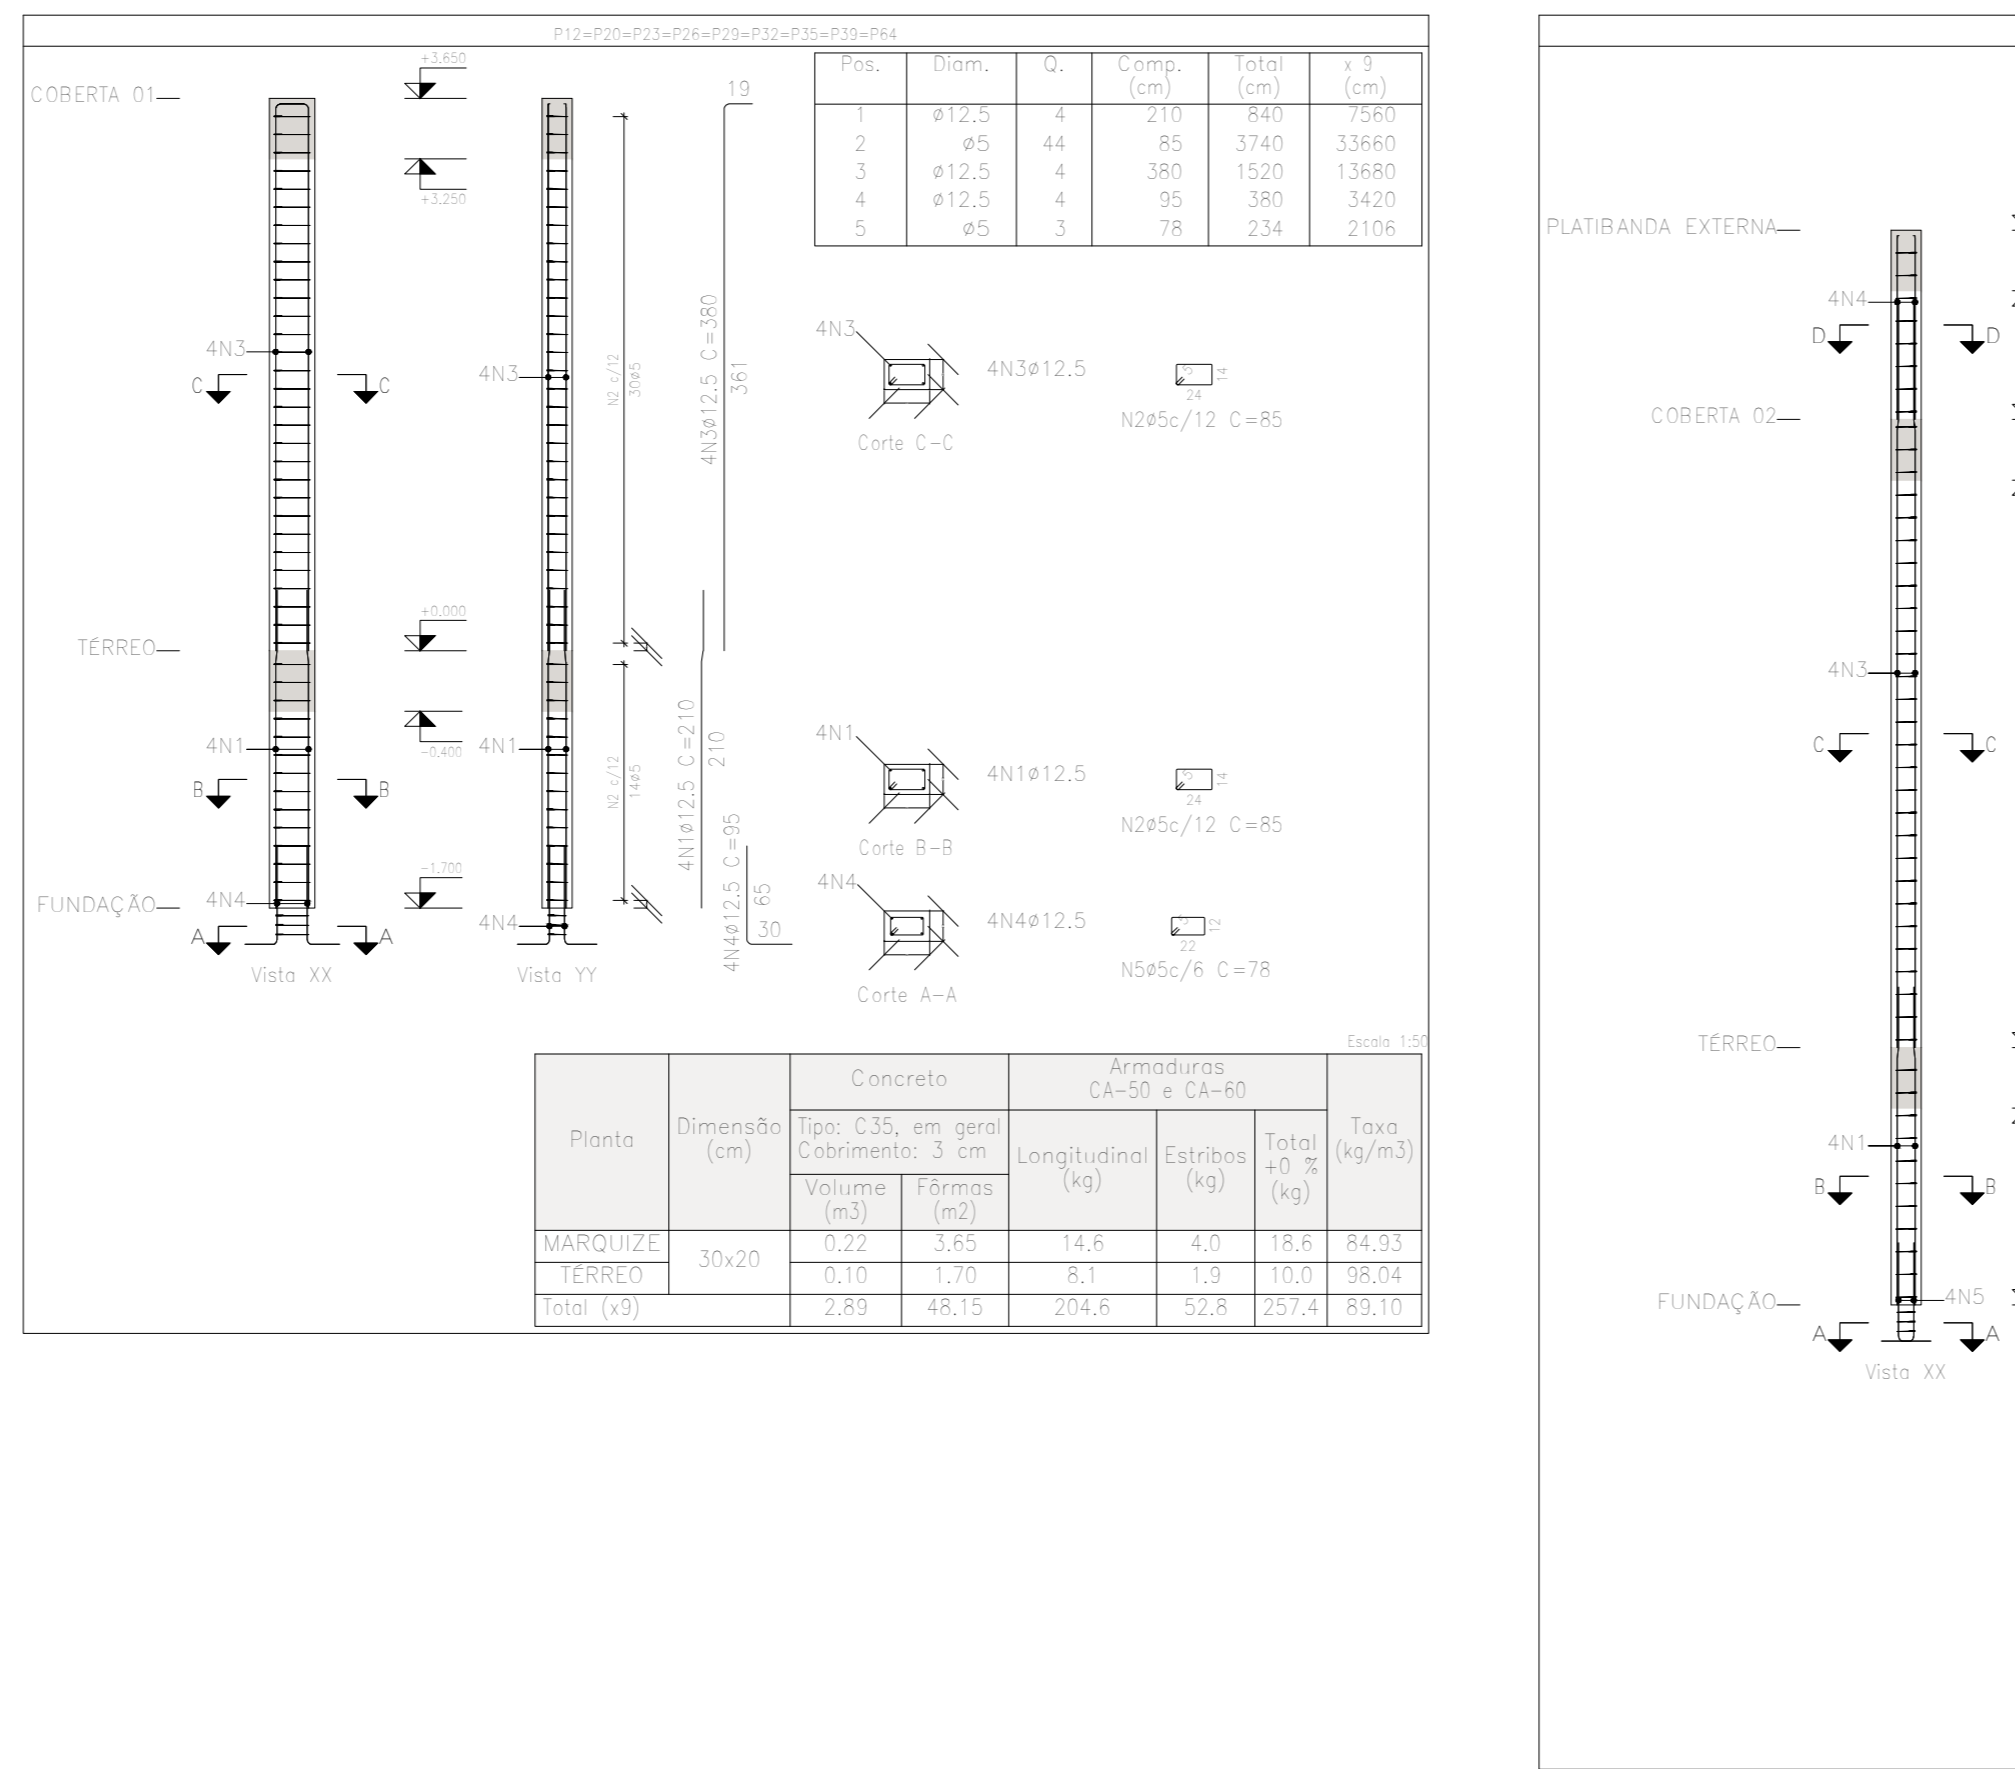 P12=P20=P23=P26=P29=P32=P35=P39=P64
COBERTA 01
+3.650
+3.250
4N3
C C
TÉRREO
+0.000
4N1
-0.400
B B
-1.700
FUNDAÇÃO
4N4
A A
Vista XX
4N3
4N1
4N4
Vista YY
N2 c/12
30ø5
N2 c/12
14ø5
19
4N3ø12.5 C=380
361
4N1ø12.5 C=210
210
4N4ø12.5 C=95
65
30
Pos. Diam. Q. Comp. (cm) Total (cm) x 9 (cm)
1 ø12.5 4 210 840 7560
2 ø5 44 85 3740 33660
3 ø12.5 4 380 1520 13680
4 ø12.5 4 95 380 3420
5 ø5 3 78 234 2106
4N3
4N3ø12.5
Corte C-C
5
14
24
N2ø5c/12 C=85
4N1
4N1ø12.5
Corte B-B
5
14
24
N2ø5c/12 C=85
4N4
4N4ø12.5
Corte A-A
5
12
22
N5ø5c/6 C=78
Escala 1:50
Planta
Dimensão
(cm)
Concreto
Tipo: C35, em geral
Cobrimento: 3 cm
Volume
(m3)
Fôrmas
(m2)
Armaduras
CA-50 e CA-60
Longitudinal
(kg)
Estribos
(kg)
Total
+0 %
(kg)
Taxa
(kg/m3)
MARQUIZE 30x20 0.22 3.65 14.6 4.0 18.6 84.93
TÉRREO 0.10 1.70 8.1 1.9 10.0 98.04
Total (x9) 2.89 48.15 204.6 52.8 257.4 89.10
PLATIBANDA EXTERNA
4N4
D D
COBERTA 02
4N3
C C
TÉRREO
4N1
B B
FUNDAÇÃO
4N5
A A
Vista XX